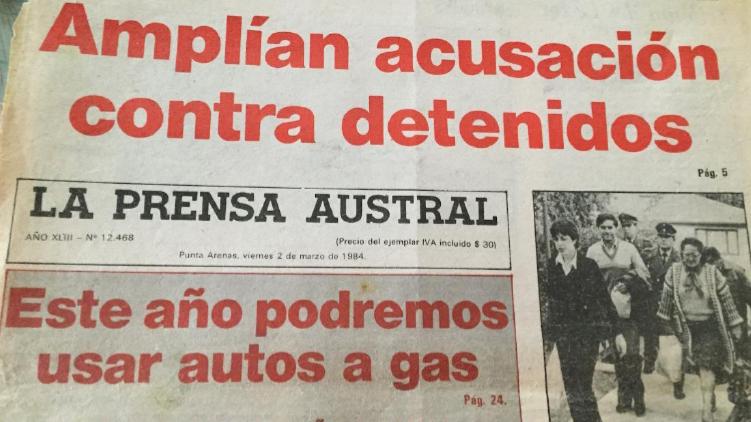 Amplían acusación
contra detenidos
Pág. 5
LA PRENSA AUSTRAL
AÑO XLIII – Nº 12.468
(Precio del ejemplar IVA incluido $ 30)
Punta Arenas, viernes 2 de marzo de 1984.
Este año podremos
usar autos a gas
Pág. 24.